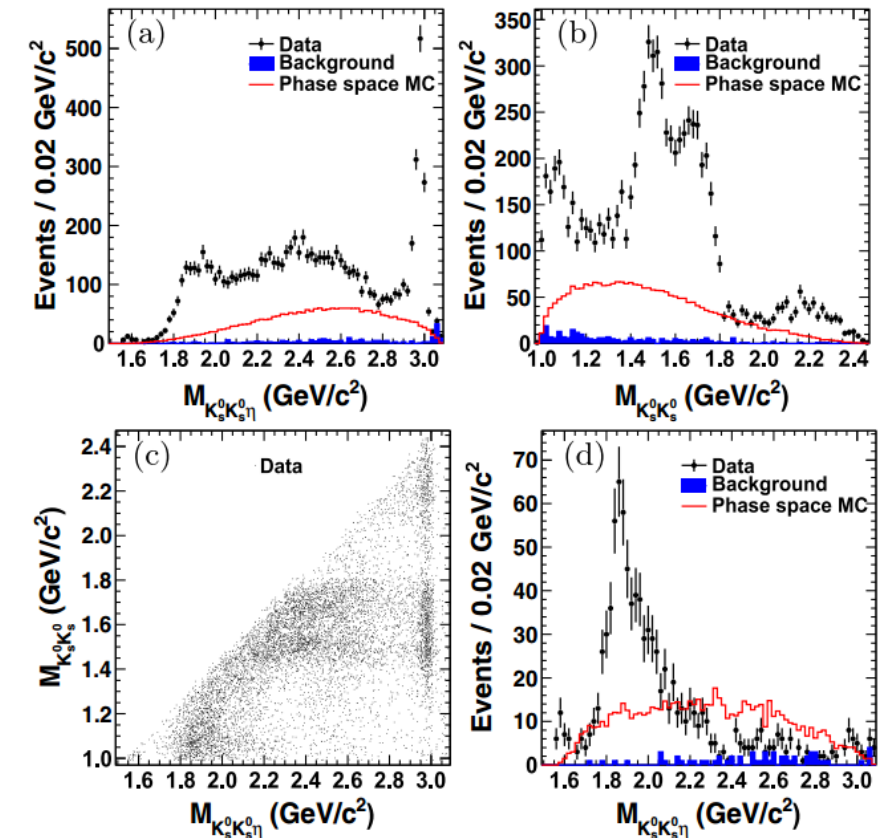 (a)
Data
Background
Phase space MC
Events / 0.02 GeV/c²
500
400
300
200
100
0
1.6 1.8 2.0 2.2 2.4 2.6 2.8 3.0
M_{K_s^0K_s^0η} (GeV/c²)
(b)
Data
Background
Phase space MC
Events / 0.02 GeV/c²
350
300
250
200
150
100
50
0
1.0 1.2 1.4 1.6 1.8 2.0 2.2 2.4
M_{K_s^0K_s^0} (GeV/c²)
(c)
Data
M_{K_s^0K_s^0} (GeV/c²)
2.4
2.2
2.0
1.8
1.6
1.4
1.2
1.0
1.6 1.8 2.0 2.2 2.4 2.6 2.8 3.0
M_{K_s^0K_s^0η} (GeV/c²)
(d)
Data
Background
Phase space MC
Events / 0.02 GeV/c²
70
60
50
40
30
20
10
0
1.6 1.8 2.0 2.2 2.4 2.6 2.8 3.0
M_{K_s^0K_s^0η} (GeV/c²)